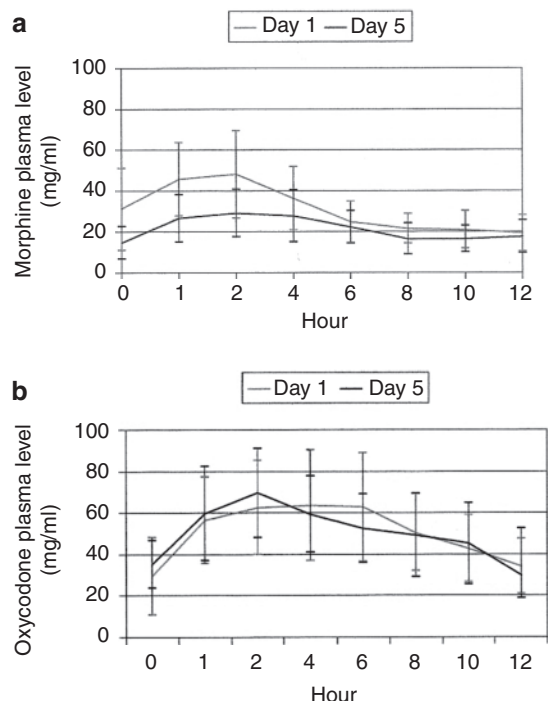 a
Day 1 Day 5
Morphine plasma level
(mg/ml)
100
80
60
40
20
0
0 1 2 4 6 8 10 12
Hour
b
Day 1 Day 5
Oxycodone plasma level
(mg/ml)
100
80
60
40
20
0
0 1 2 4 6 8 10 12
Hour